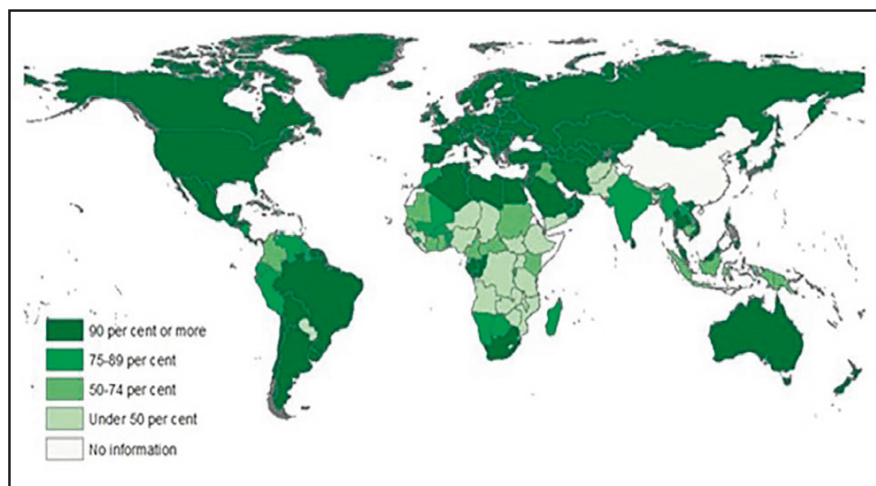 90 per cent or more
75-89 per cent
50-74 per cent
Under 50 per cent
No information